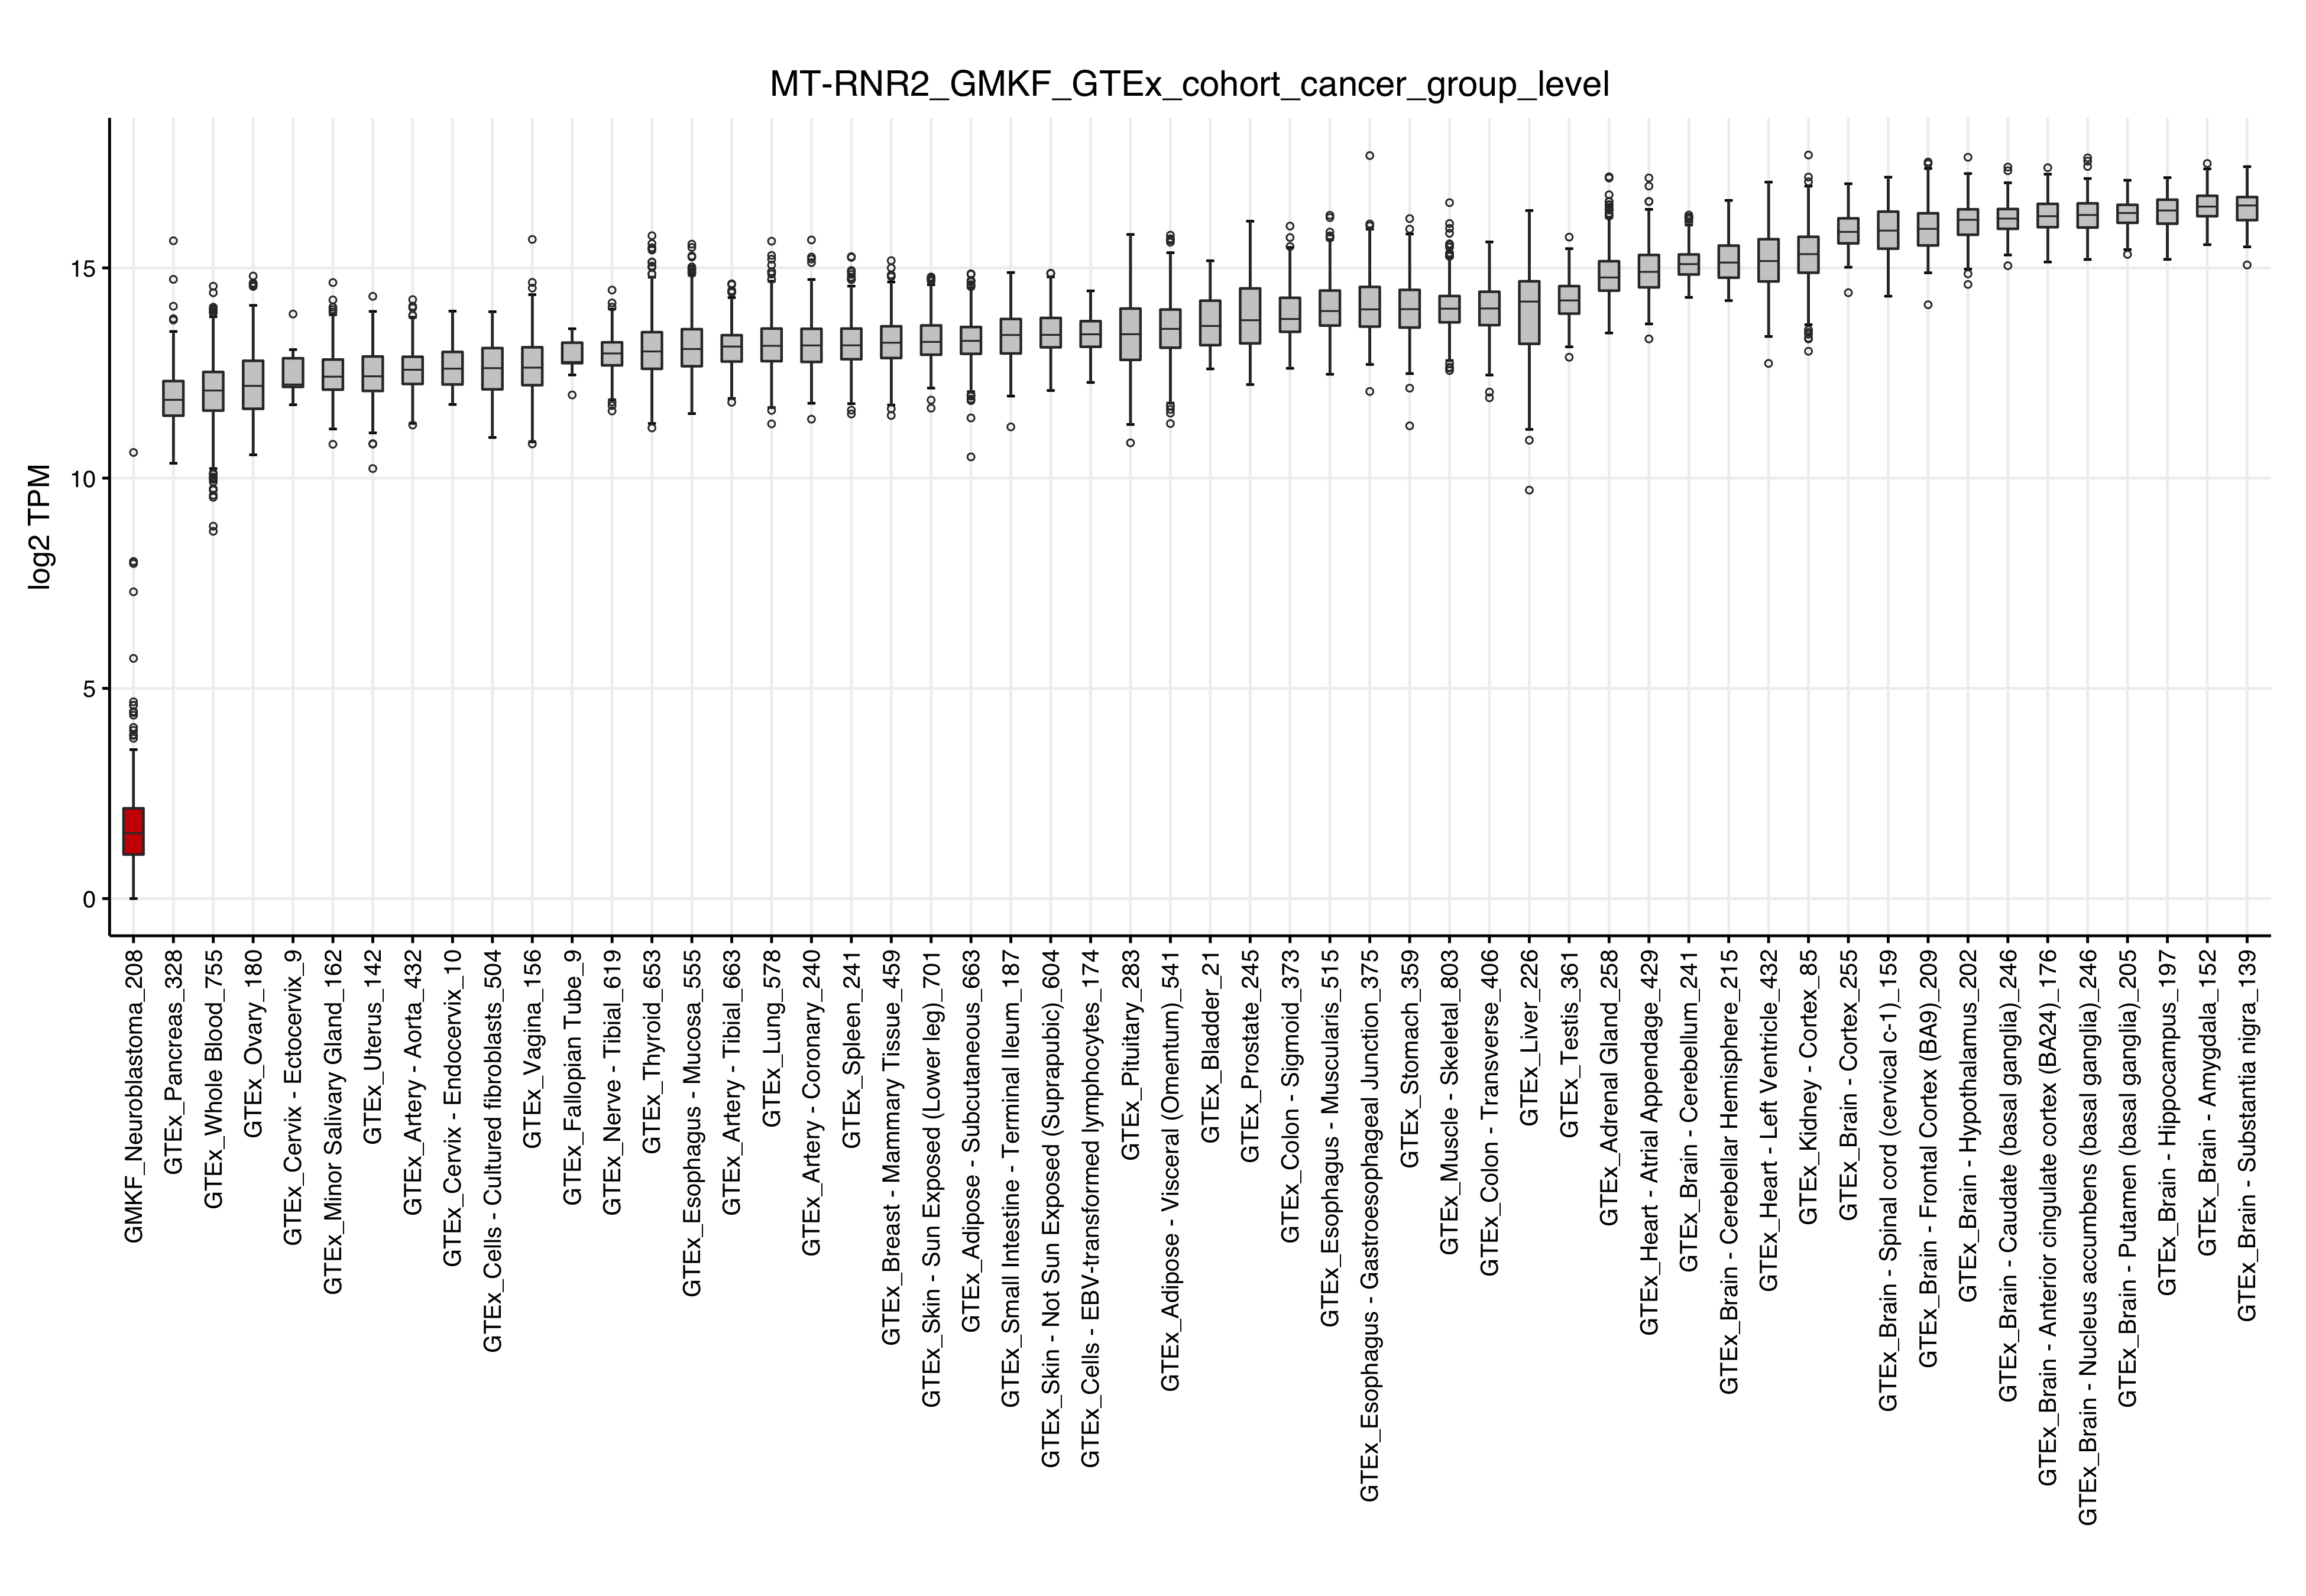 MT-RNR2_GMKF_GTEx_cohort_cancer_group_level
log2 TPM
15
10
5
0
GMKF_Neuroblastoma_208
GTEx_Pancreas_328
GTEx_Whole Blood_755
GTEx_Ovary_180
GTEx_Cervix - Ectocervix_9
GTEx_Minor Salivary Gland_162
GTEx_Uterus_142
GTEx_Artery - Aorta_432
GTEx_Cervix - Endocervix_10
GTEx_Cells - Cultured fibroblasts_504
GTEx_Vagina_156
GTEx_Fallopian Tube_9
GTEx_Nerve - Tibial_619
GTEx_Thyroid_653
GTEx_Esophagus - Mucosa_555
GTEx_Artery - Tibial_663
GTEx_Lung_578
GTEx_Artery - Coronary_240
GTEx_Spleen_241
GTEx_Breast - Mammary Tissue_459
GTEx_Skin - Sun Exposed (Lower leg)_701
GTEx_Adipose - Subcutaneous_663
GTEx_Small Intestine - Terminal Ileum_187
GTEx_Skin - Not Sun Exposed (Suprapubic)_604
GTEx_Cells - EBV-transformed lymphocytes_174
GTEx_Pituitary_283
GTEx_Adipose - Visceral (Omentum)_541
GTEx_Bladder_21
GTEx_Prostate_245
GTEx_Colon - Sigmoid_373
GTEx_Esophagus - Muscularis_515
GTEx_Esophagus - Gastroesophageal Junction_375
GTEx_Stomach_359
GTEx_Muscle - Skeletal_803
GTEx_Colon - Transverse_406
GTEx_Liver_226
GTEx_Testis_361
GTEx_Adrenal Gland_258
GTEx_Heart - Atrial Appendage_429
GTEx_Brain - Cerebellum_241
GTEx_Brain - Cerebellar Hemisphere_215
GTEx_Heart - Left Ventricle_432
GTEx_Kidney - Cortex_85
GTEx_Brain - Cortex_255
GTEx_Brain - Spinal cord (cervical c-1)_159
GTEx_Brain - Frontal Cortex (BA9)_209
GTEx_Brain - Hypothalamus_202
GTEx_Brain - Caudate (basal ganglia)_246
GTEx_Brain - Anterior cingulate cortex (BA24)_176
GTEx_Brain - Nucleus accumbens (basal ganglia)_246
GTEx_Brain - Putamen (basal ganglia)_205
GTEx_Brain - Hippocampus_197
GTEx_Brain - Amygdala_152
GTEx_Brain - Substantia nigra_139